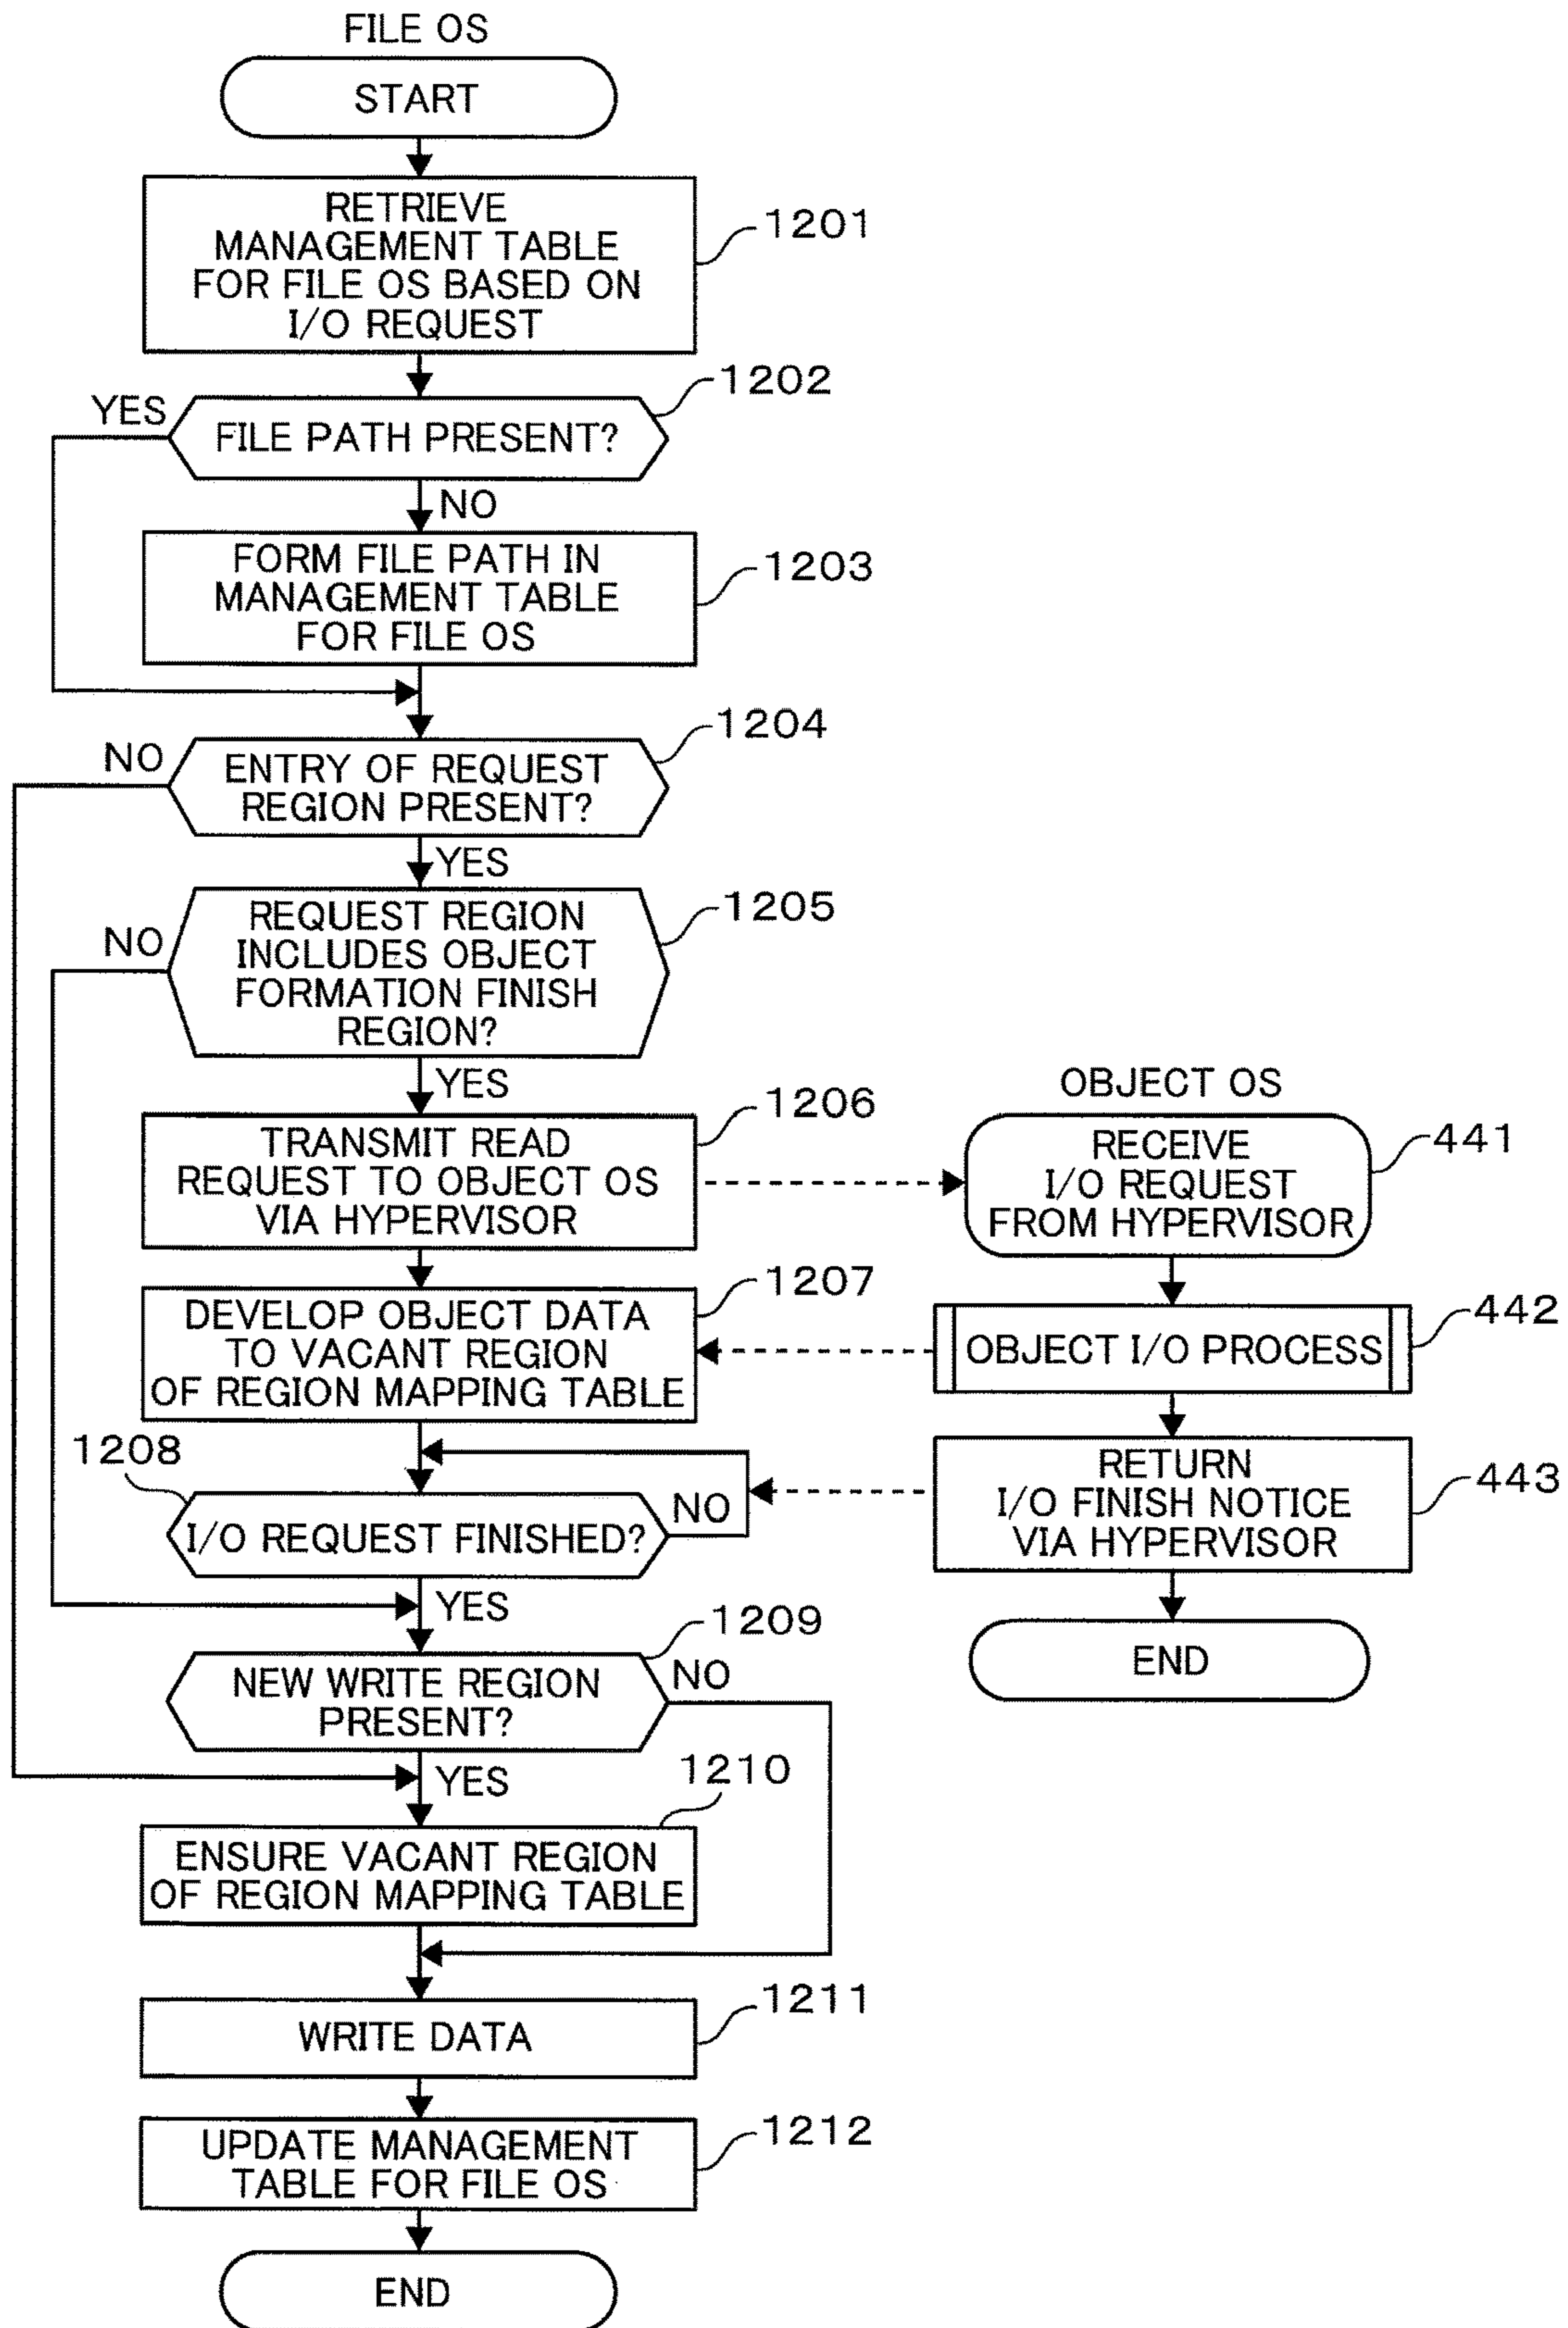 FILE OS
START
RETRIEVE
MANAGEMENT TABLE
FOR FILE OS BASED ON
I/O REQUEST
1201
1202
YES
FILE PATH PRESENT?
NO
FORM FILE PATH IN
MANAGEMENT TABLE
FOR FILE OS
1203
1204
NO
ENTRY OF REQUEST
REGION PRESENT?
YES
1205
NO
REQUEST REGION
INCLUDES OBJECT
FORMATION FINISH
REGION?
YES
1206
TRANSMIT READ
REQUEST TO OBJECT OS
VIA HYPERVISOR
1207
DEVELOP OBJECT DATA
TO VACANT REGION
OF REGION MAPPING TABLE
1208
I/O REQUEST FINISHED?
NO
YES
1209
NEW WRITE REGION
PRESENT?
NO
YES
1210
ENSURE VACANT REGION
OF REGION MAPPING TABLE
1211
WRITE DATA
1212
UPDATE MANAGEMENT
TABLE FOR FILE OS
END
OBJECT OS
RECEIVE
I/O REQUEST
FROM HYPERVISOR
441
OBJECT I/O PROCESS
442
RETURN
I/O FINISH NOTICE
VIA HYPERVISOR
443
END